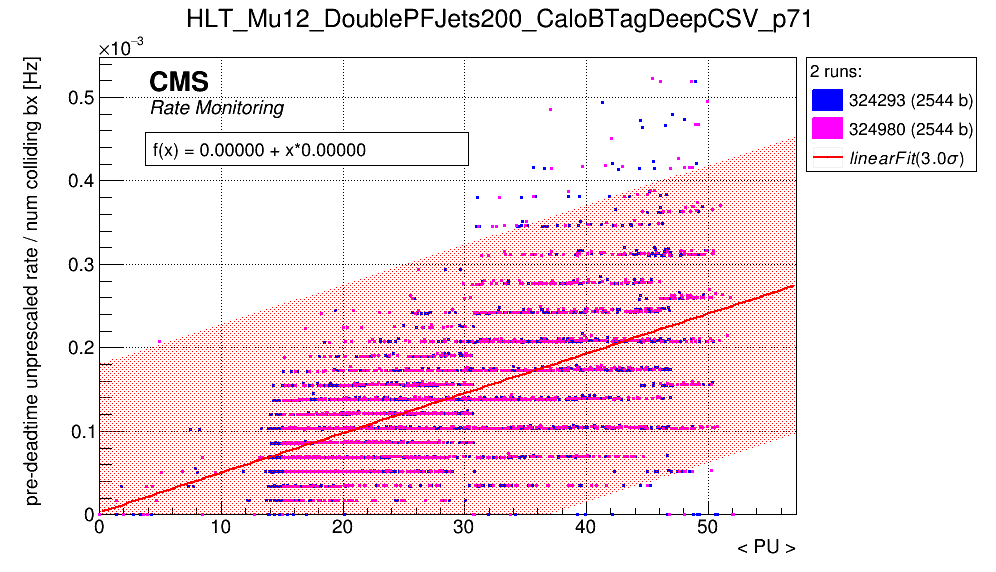 HLT_Mu12_DoublePFJets200_CaloBTagDeepCSV_p71
×10⁻³
pre-deadtime unprescaled rate / num colliding bx [Hz]
CMS
Rate Monitoring
f(x) = 0.00000 + x*0.00000
2 runs:
324293 (2544 b)
324980 (2544 b)
linearFit(3.0σ)
0.5
0.4
0.3
0.2
0.1
0
0 10 20 30 40 50
< PU >